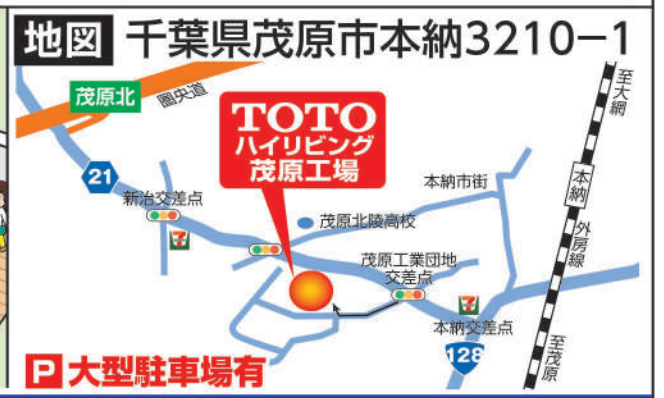 地図 千葉県茂原市本納3210−1
茂原北
圏央道
TOTO
ハイリビング
茂原工場
至大網
21
新治交差点
本納市街
本納
7
茂原北陵高校
外房線
茂原工業団地
交差点
7
本納交差点
128
至茂原
P 大型駐車場有